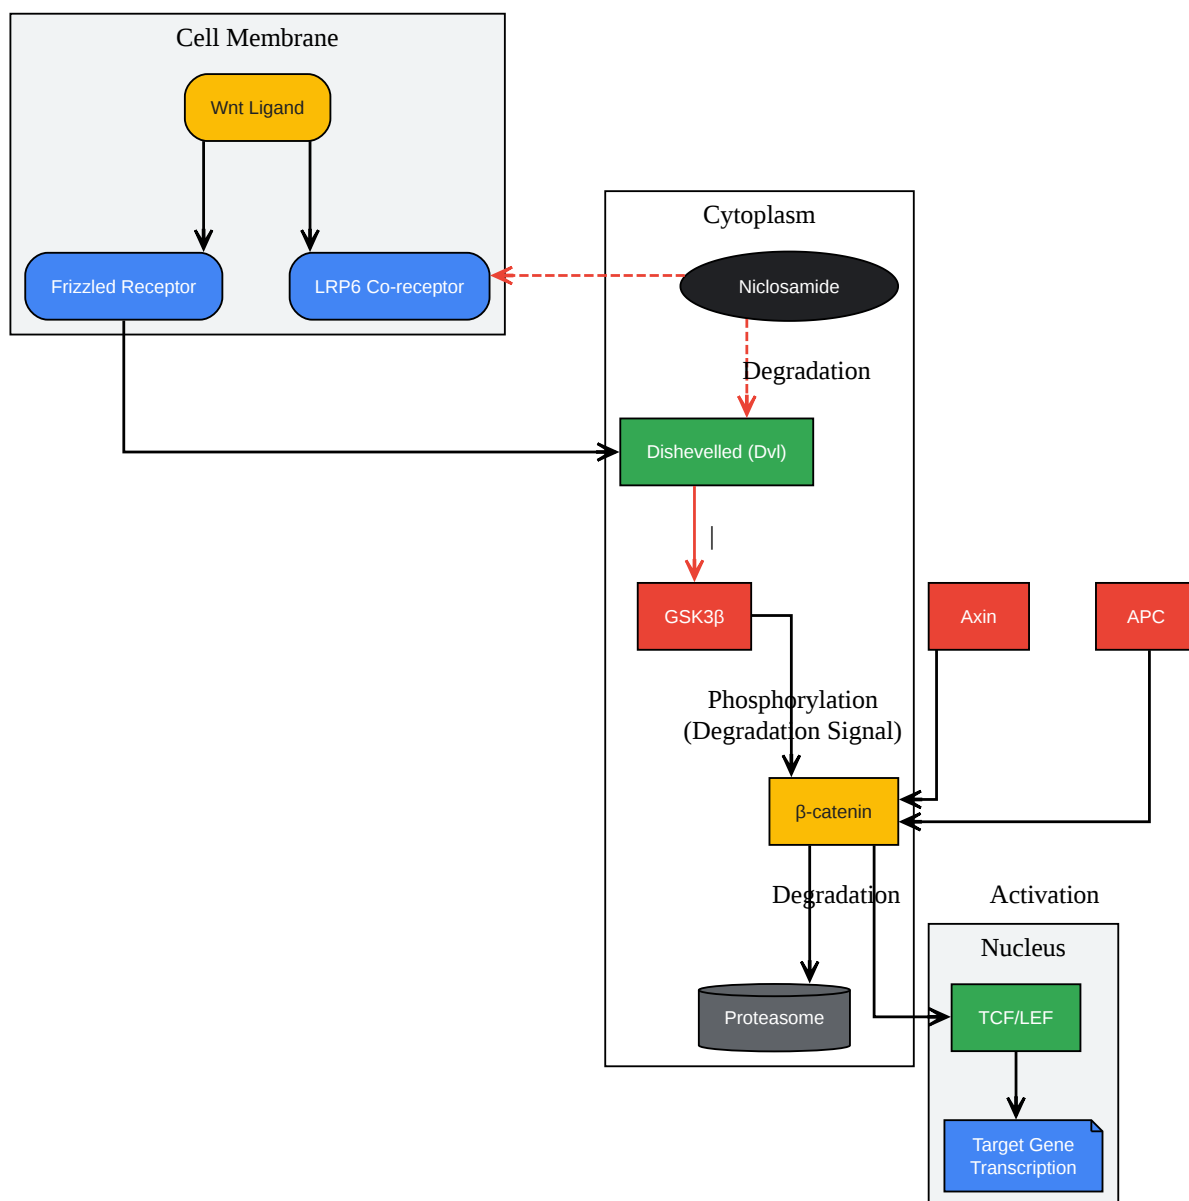 Cell Membrane
Wnt Ligand
Frizzled Receptor
LRP6 Co-receptor
Cytoplasm
Niclosamide
Degradation
Dishevelled (Dvl)
|
GSK3β
Axin
APC
Phosphorylation
(Degradation Signal)
β-catenin
Degradation
Activation
Proteasome
Nucleus
TCF/LEF
Target Gene
Transcription